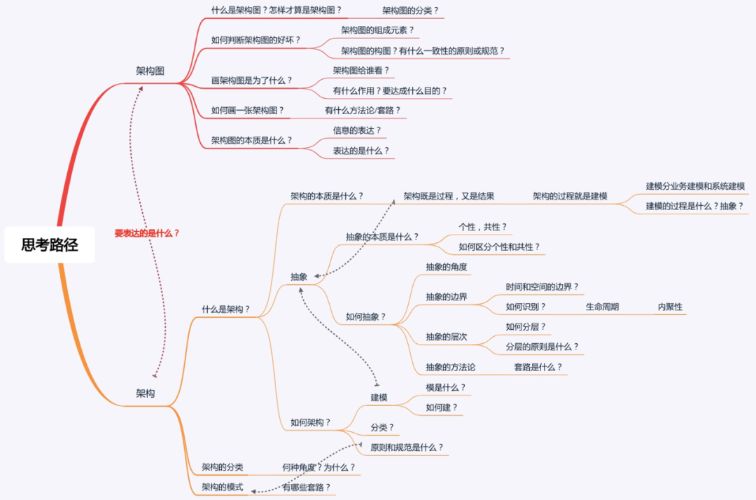 什么是架构图？怎样才算是架构图？
架构图的分类？
如何判断架构图的好坏？
架构图的组成元素？
架构图的构图？有什么一致性的原则或规范？
架构图
画架构图是为了什么？
架构图给谁看？
有什么作用？要达成什么目的？
如何画一张架构图？
有什么方法论/套路？
架构图的本质是什么？
信息的表达？
表达的是什么？
思考路径
要表达的是什么？
架构
什么是架构？
架构的本质是什么？
架构既是过程，又是结果
架构的过程就是建模
建模分业务建模和系统建模
建模的过程是什么？抽象？
抽象
抽象的本质是什么？
个性，共性？
如何区分个性和共性？
如何抽象？
抽象的角度
抽象的边界
时间和空间的边界？
如何识别？
生命周期
内聚性
抽象的层次
如何分层？
分层的原则是什么？
抽象的方法论
套路是什么？
如何架构？
建模
模是什么？
如何建？
分类？
原则和规范是什么？
架构的分类
何种角度？为什么？
架构的模式
有哪些套路？